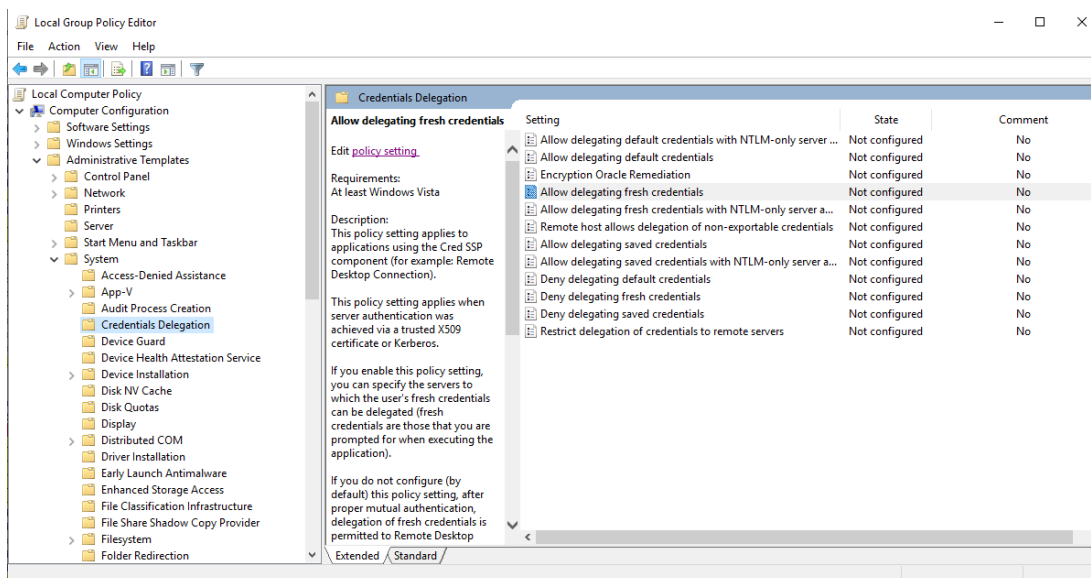 Local Group Policy Editor
File Action View Help
Local Computer Policy
Computer Configuration
Software Settings
Windows Settings
Administrative Templates
Control Panel
Network
Printers
Server
Start Menu and Taskbar
System
Access-Denied Assistance
App-V
Audit Process Creation
Credentials Delegation
Device Guard
Device Health Attestation Service
Device Installation
Disk NV Cache
Disk Quotas
Display
Distributed COM
Driver Installation
Early Launch Antimalware
Enhanced Storage Access
File Classification Infrastructure
File Share Shadow Copy Provider
Filesystem
Folder Redirection
Credentials Delegation
Allow delegating fresh credentials
Edit policy setting
Requirements:
At least Windows Vista
Description:
This policy setting applies to
applications using the Cred SSP
component (for example: Remote
Desktop Connection).
This policy setting applies when
server authentication was
achieved via a trusted X509
certificate or Kerberos.
If you enable this policy setting,
you can specify the servers to
which the user's fresh credentials
can be delegated (fresh
credentials are those that you are
prompted for when executing the
application).
If you do not configure (by
default) this policy setting, after
proper mutual authentication,
delegation of fresh credentials is
permitted to Remote Desktop
Setting State Comment
Allow delegating default credentials with NTLM-only server ... Not configured No
Allow delegating default credentials Not configured No
Encryption Oracle Remediation Not configured No
Allow delegating fresh credentials Not configured No
Allow delegating fresh credentials with NTLM-only server a... Not configured No
Remote host allows delegation of non-exportable credentials Not configured No
Allow delegating saved credentials Not configured No
Allow delegating saved credentials with NTLM-only server a... Not configured No
Deny delegating default credentials Not configured No
Deny delegating fresh credentials Not configured No
Deny delegating saved credentials Not configured No
Restrict delegation of credentials to remote servers Not configured No
Extended Standard